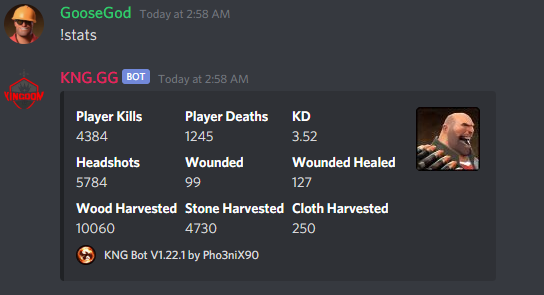 GooseGod Today at 2:58 AM
!stats
KINGDOM
KNG.GG BOT Today at 2:58 AM
Player Kills Player Deaths KD
4384 1245 3.52
Headshots Wounded Wounded Healed
5784 99 127
Wood Harvested Stone Harvested Cloth Harvested
10060 4730 250
KNG Bot V1.22.1 by Pho3niX90